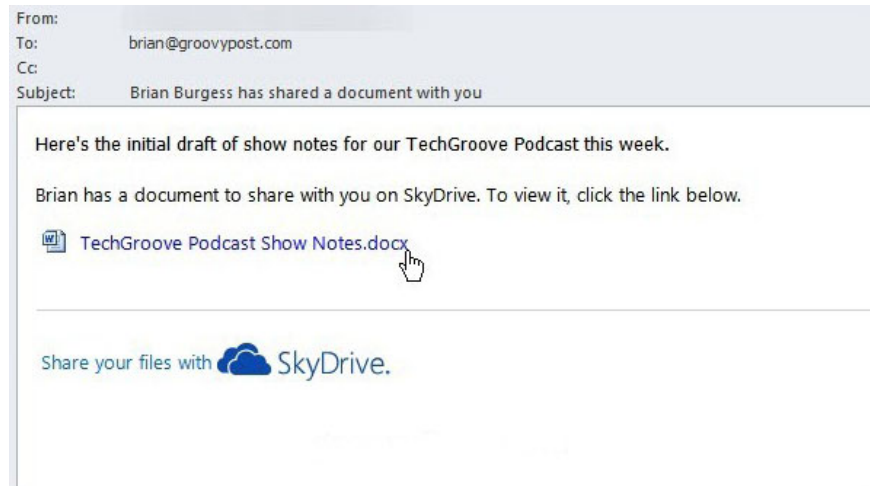 From:
To: brian@groovypost.com
Cc:
Subject: Brian Burgess has shared a document with you
Here's the initial draft of show notes for our TechGroove Podcast this week.
Brian has a document to share with you on SkyDrive. To view it, click the link below.
TechGroove Podcast Show Notes.docx
Share your files with SkyDrive.